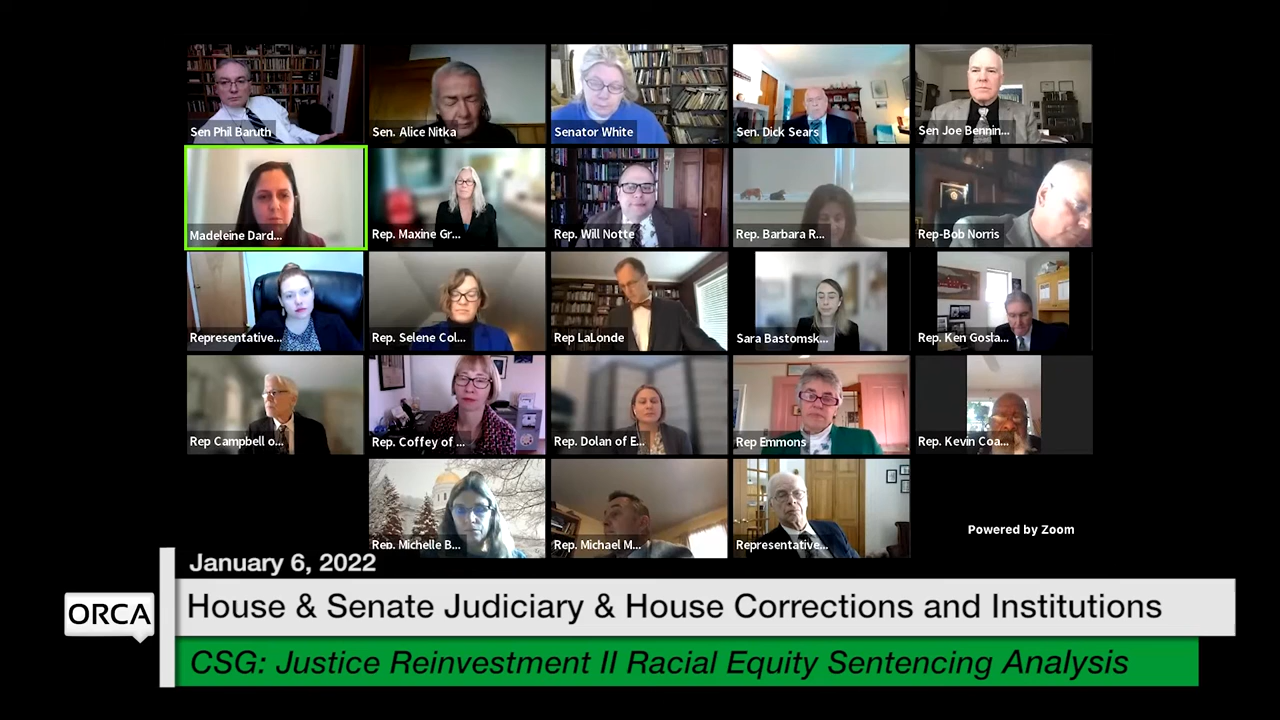 Sen Phil Baruth
Sen. Alice Nitka
Senator White
Sen. Dick Sears
Sen Joe Bennin...
Madeleine Dard...
Rep. Maxine Gr...
Rep. Will Notte
Rep. Barbara R...
Rep-Bob Norris
Representative...
Rep. Selene Col...
Rep LaLonde
Sara Bastomsk...
Rep. Ken Gosla...
Rep Campbell o...
Rep. Coffey of ...
Rep. Dolan of E...
Rep Emmons
Rep. Kevin Coa...
Rep. Michelle B...
Rep. Michael M...
Representative...
Powered by Zoom
January 6, 2022
ORCA
House & Senate Judiciary & House Corrections and Institutions
CSG: Justice Reinvestment II Racial Equity Sentencing Analysis